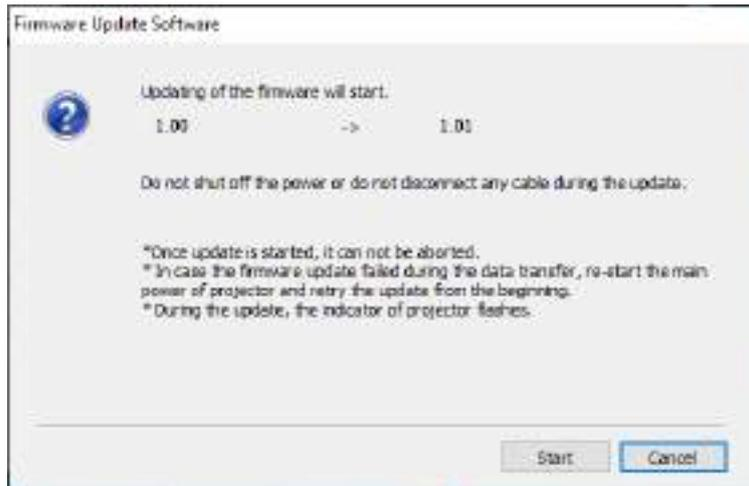 Firmware Update Software
Updating of the firmware will start.
1.00 -> 1.01
Do not shut off the power or do not disconnect any cable during the update.
*Once update is started, it can not be aborted.
* In case the firmware update failed during the data transfer, re-start the main
power of projector and retry the update from the beginning.
* During the update, the indicator of projector flashes.
Start Cancel